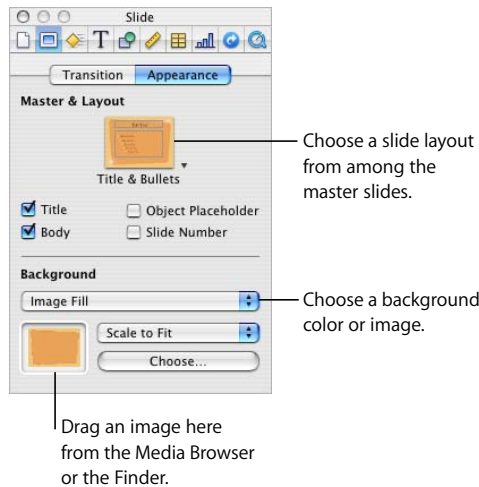 Slide
Transition Appearance
Master & Layout
Title & Bullets
Title Object Placeholder
Body Slide Number
Background
Image Fill
Scale to Fit
Choose...
Choose a slide layout
from among the
master slides.
Choose a background
color or image.
Drag an image here
from the Media Browser
or the Finder.